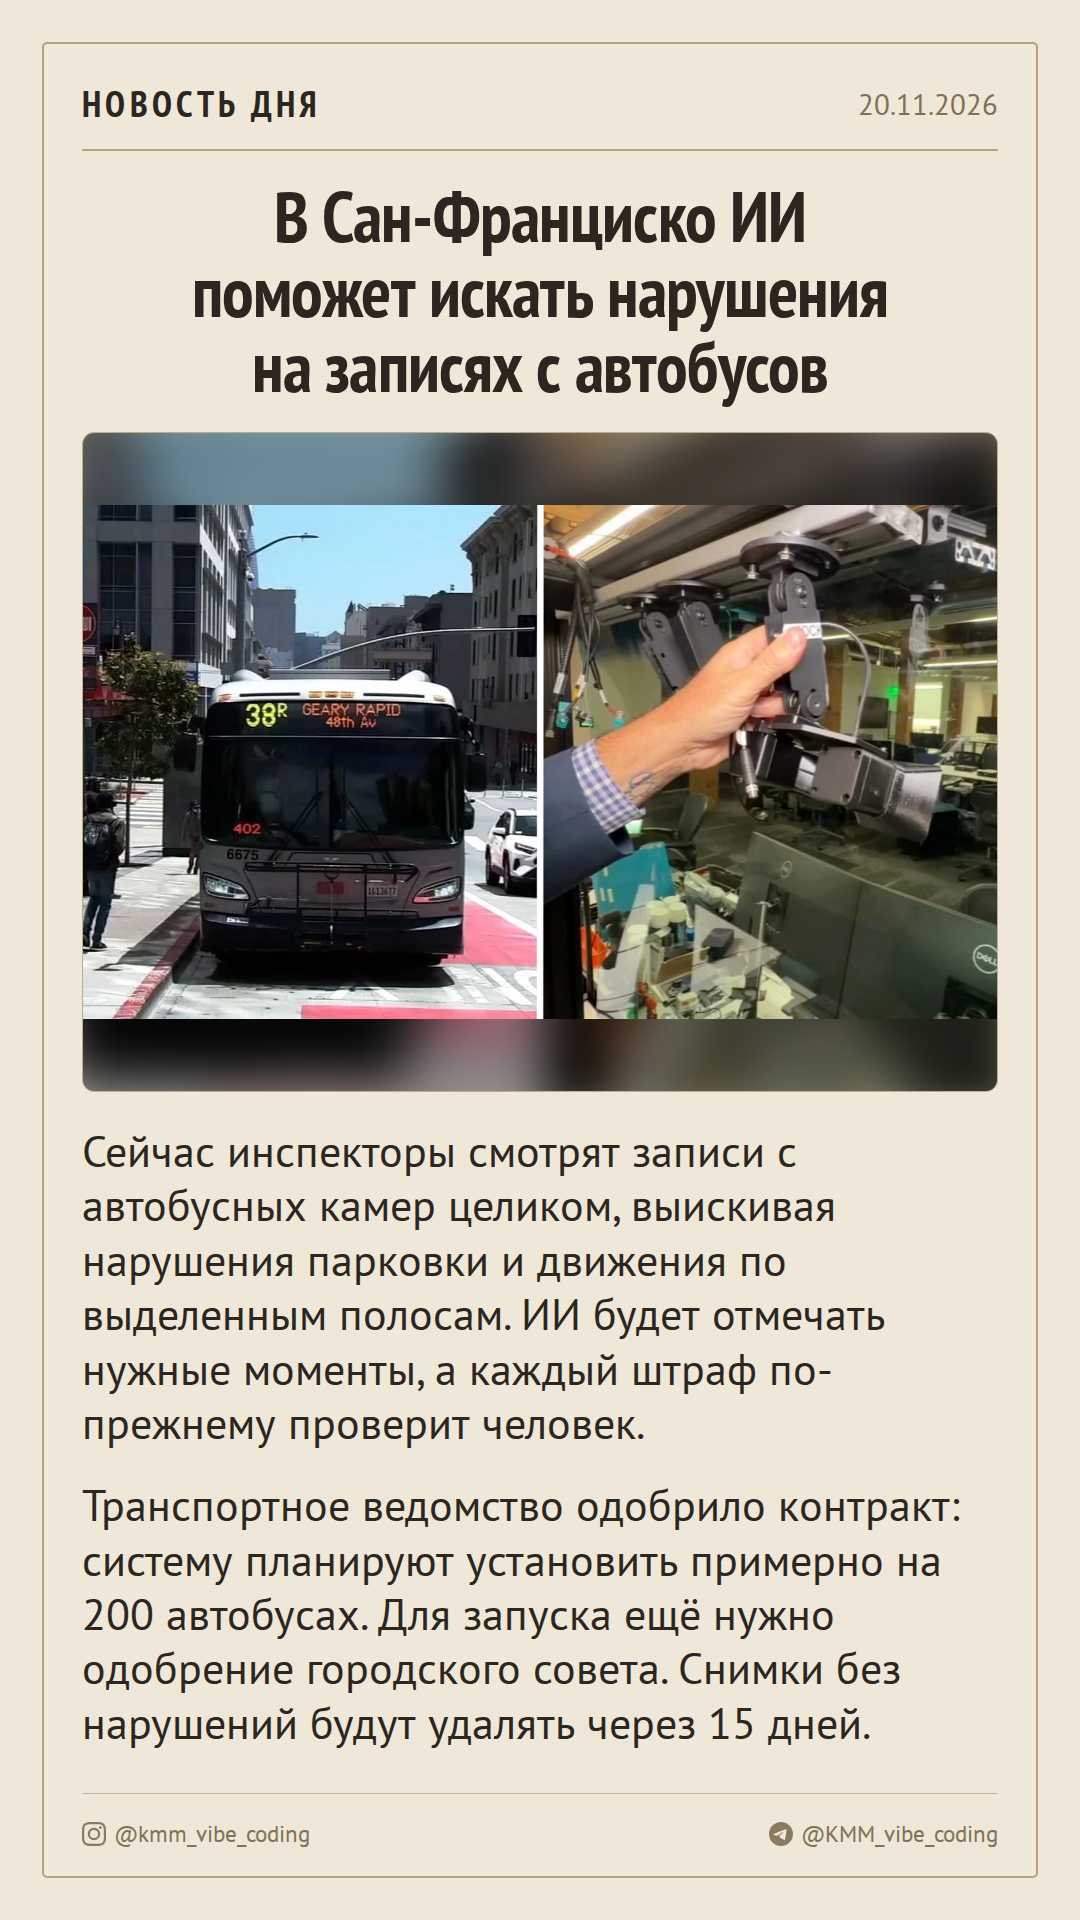 НОВОСТЬ ДНЯ
20.11.2026
В Сан-Франциско ИИ
поможет искать нарушения
на записях с автобусов
38R GEARY RAPID
48th Av
402
6675
DELL
Сейчас инспекторы смотрят записи с
автобусных камер целиком, выискивая
нарушения парковки и движения по
выделенным полосам. ИИ будет отмечать
нужные моменты, а каждый штраф по-
прежнему проверит человек.
Транспортное ведомство одобрило контракт:
систему планируют установить примерно на
200 автобусах. Для запуска ещё нужно
одобрение городского совета. Снимки без
нарушений будут удалять через 15 дней.
@kmm_vibe_coding
@KMM_vibe_coding